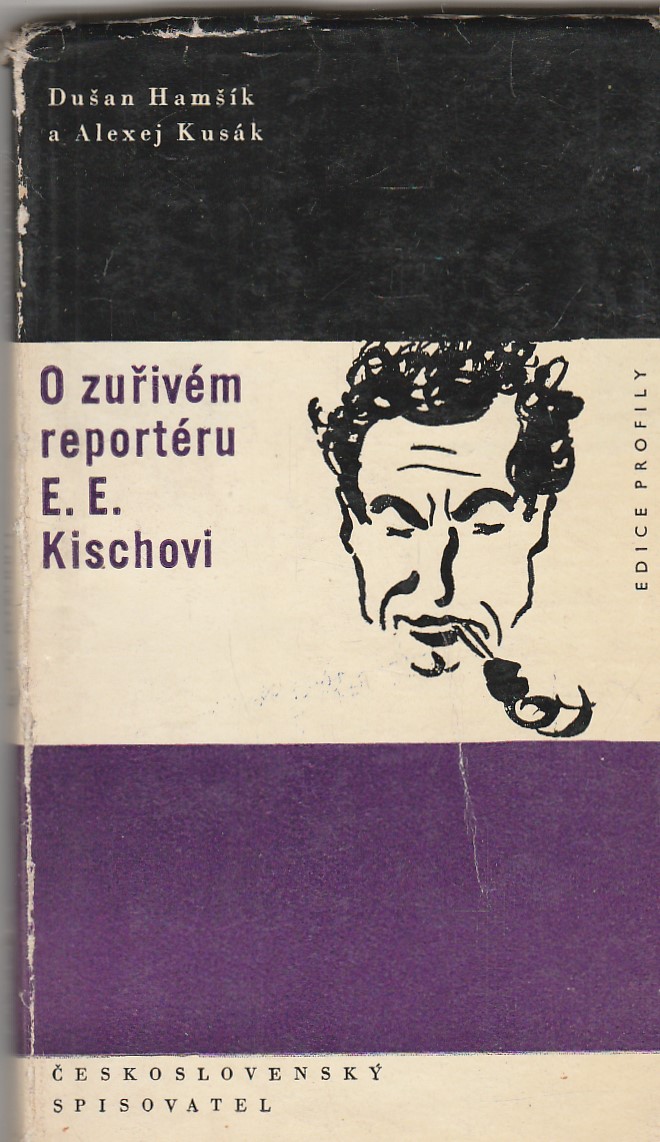 Dušan Hamšík
a Alexej Kusák
O zuřivém
reportéru
E. E.
Kischovi
EDICE PROFILY
ČESKOSLOVENSKÝ
SPISOVATEL